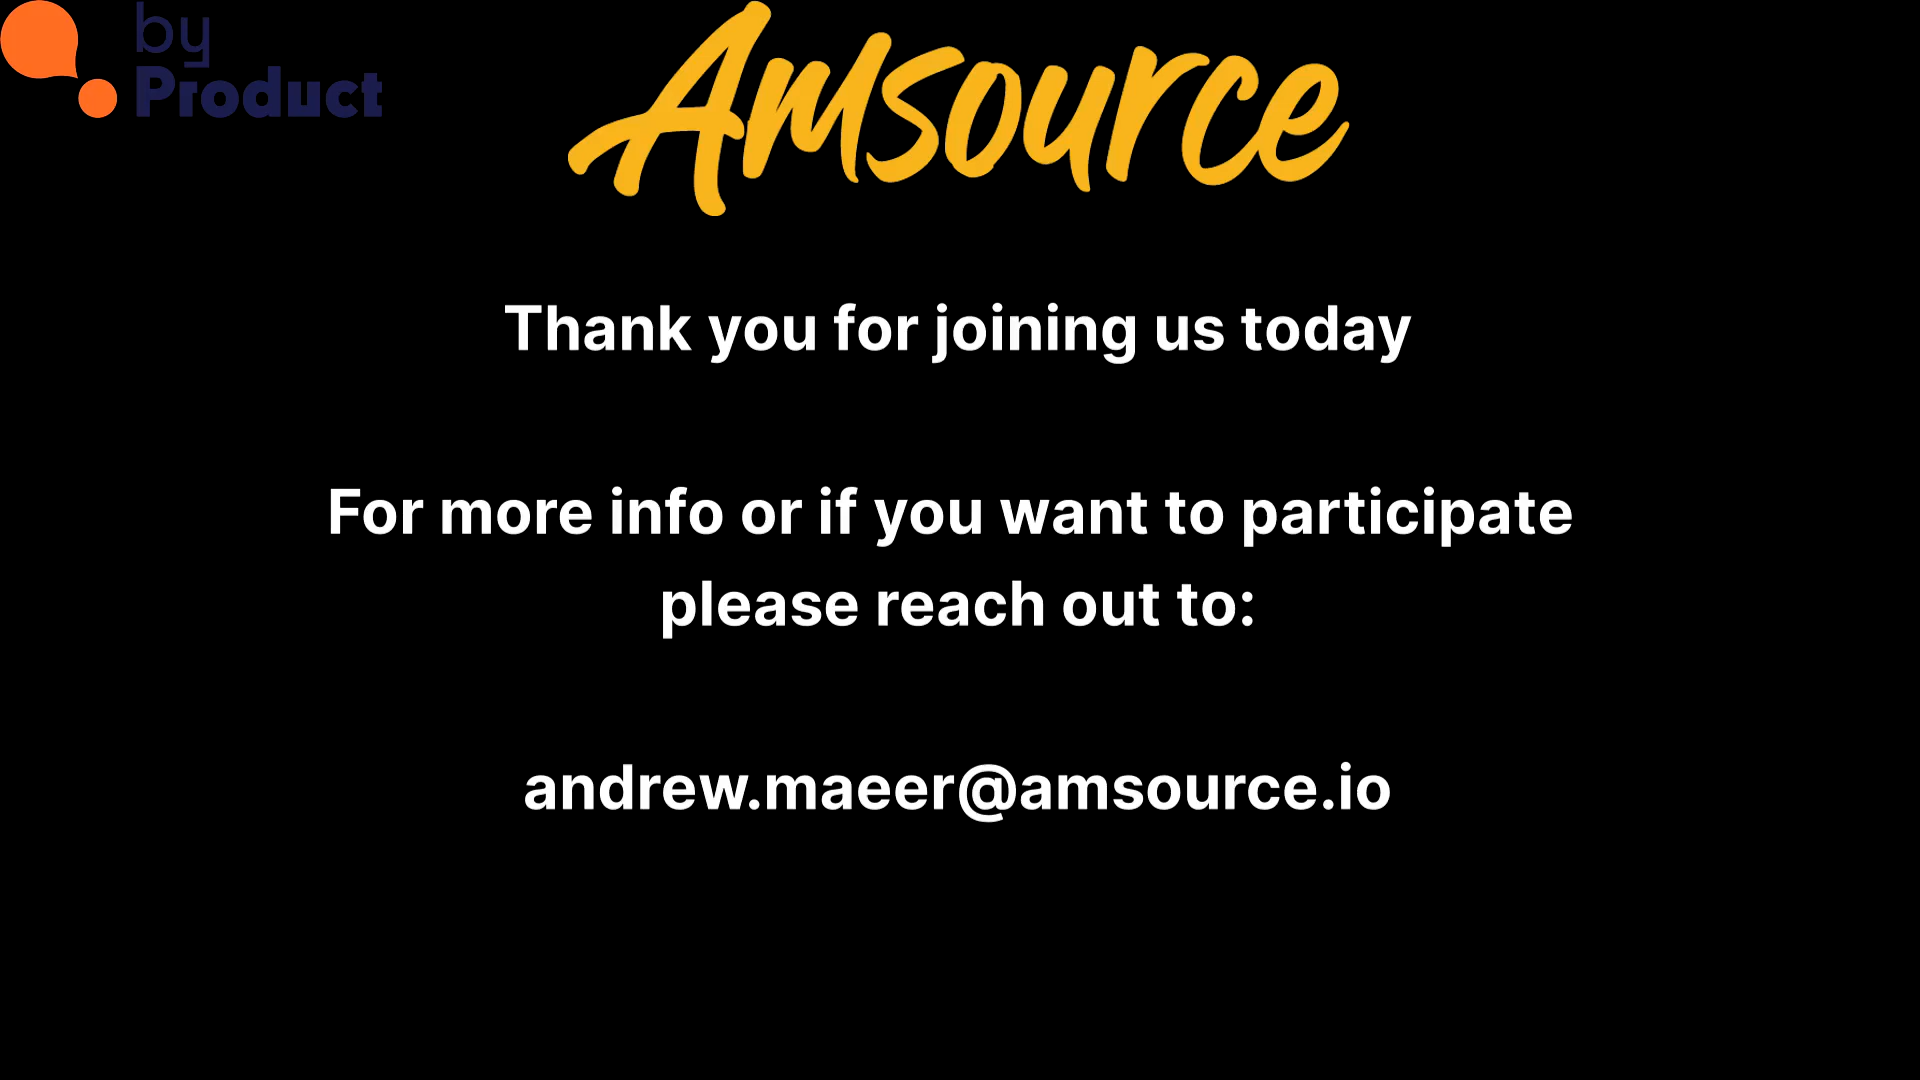 by
Product
Amsource
Thank you for joining us today
For more info or if you want to participate
please reach out to:
andrew.maeer@amsource.io